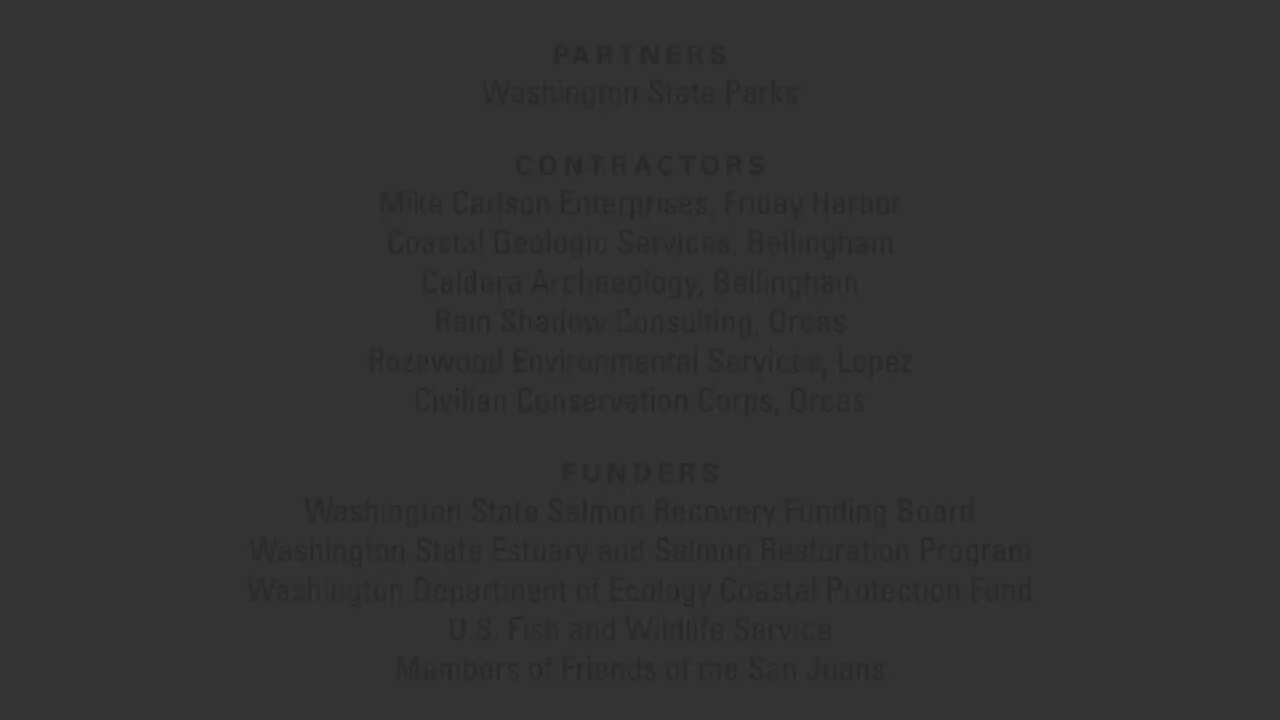 PARTNERS
Washington State Parks
CONTRACTORS
Mike Carlson Enterprises, Friday Harbor
Coastal Geologic Services, Bellingham
Caldera Archaeology, Bellingham
Rain Shadow Consulting, Orcas
Rozewood Environmental Services, Lopez
Civilian Conservation Corps, Orcas
FUNDERS
Washington State Salmon Recovery Funding Board
Washington State Estuary and Salmon Restoration Program
Washington Department of Ecology Coastal Protection Fund
U.S. Fish and Wildlife Service
Members of Friends of the San Juans